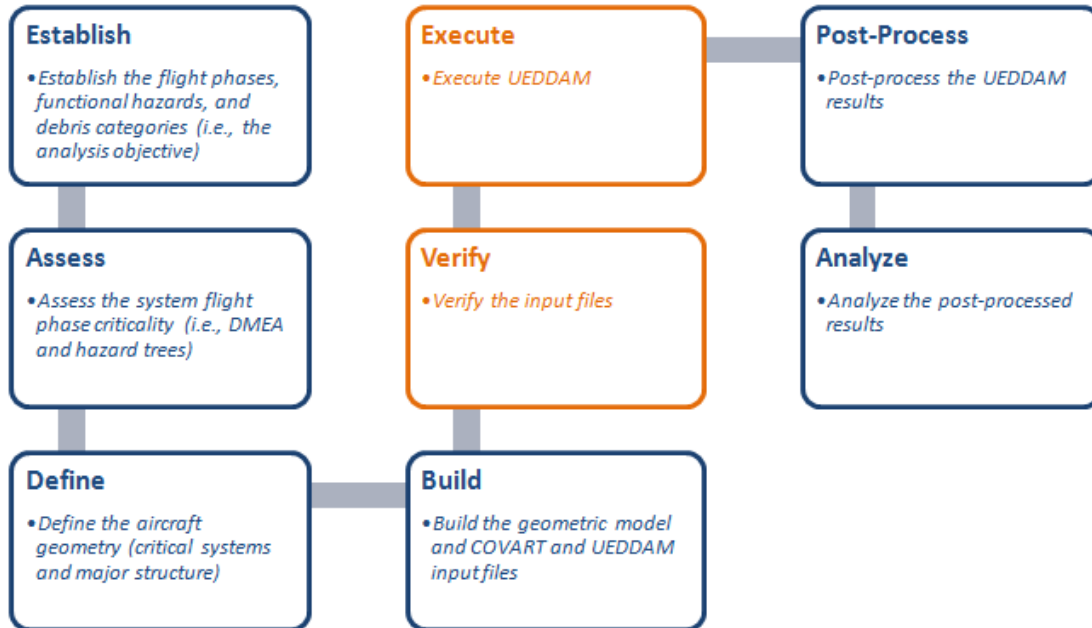 Establish
•Establish the flight phases,
functional hazards, and
debris categories (i.e., the
analysis objective)
Assess
•Assess the system flight
phase criticality (i.e., DMEA
and hazard trees)
Define
•Define the aircraft
geometry (critical systems
and major structure)
Build
•Build the geometric model
and COVART and UEDDAM
input files
Verify
•Verify the input files
Execute
•Execute UEDDAM
Post-Process
•Post-process the UEDDAM
results
Analyze
•Analyze the post-processed
results